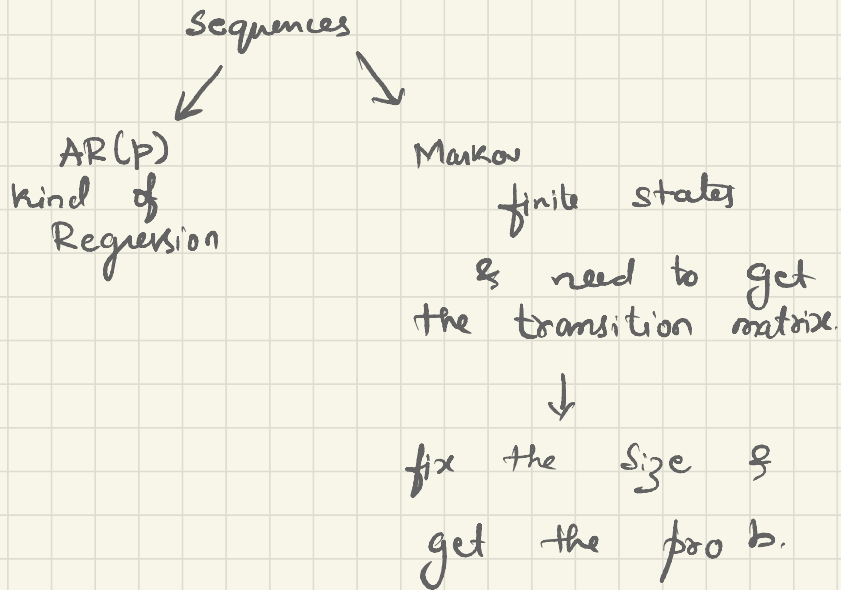 Sequences
AR(p)
kind of
Regression
Markov
finite states
& need to get
the transition matrix.
fix the size &
get the prob.